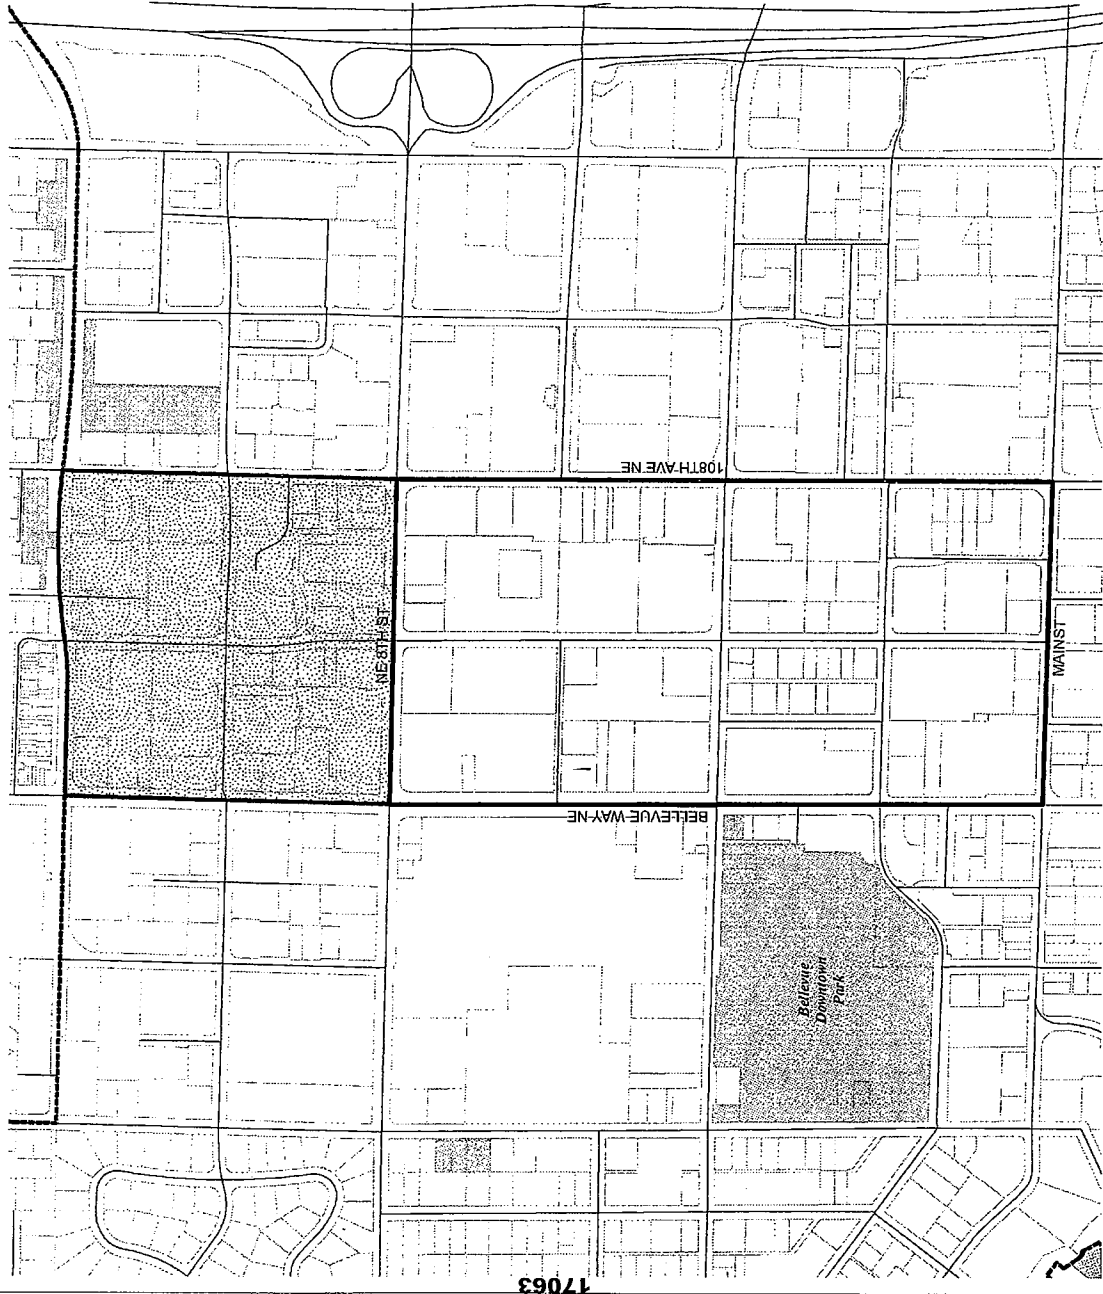 108TH AVE NE
NE 8TH ST
MAIN ST
BELLEVUE WAY NE
Bellevue
Downtown
Park
17063